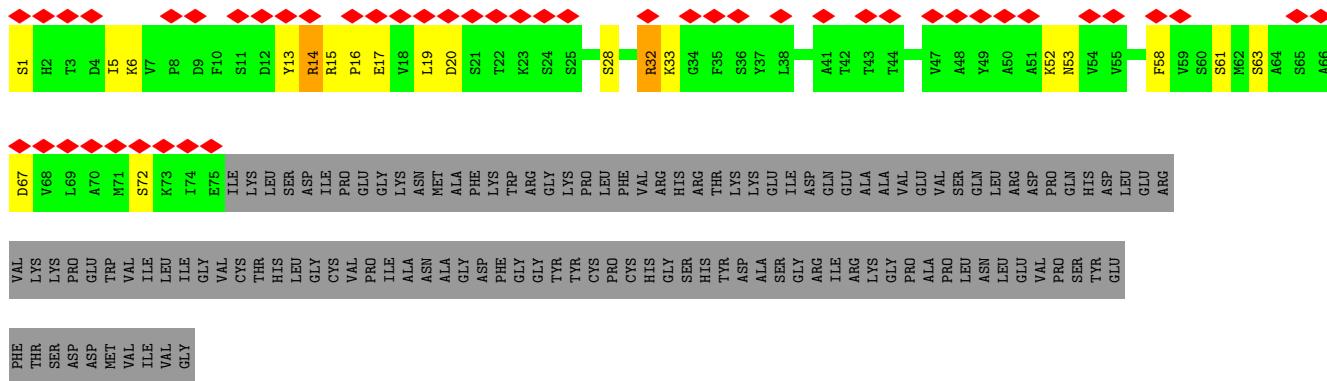 S1 H2 T3 D4 I5 K6 V7 P8 D9 F10 S11 D12 Y13 R14 R15 P16 E17 V18 L19 D20 S21 T22 K23 S24 S25 S28 R32 K33 G34 F35 S36 Y37 L38 A41 T42 T43 T44 V47 A48 Y49 A50 A51 K52 N53 V54 V55 F58 V59 S60 S61 M62 S63 A64 S65 A66
D67 V68 L69 A70 M71 S72 K73 I74 E75 ILE LYS LEU SER ASP ILE PRO GLU GLY LYS ASN MET ALA PHE LYS TRP ARG GLY LYS PRO LEU PHE VAL ARG HIS ARG THR LYS LYS GLU ILE ASP GLN GLU ALA ALA VAL GLU VAL SER GLN LEU ARG ASP PRO GLN HIS ASP LEU GLU ARG
VAL LYS LYS PRO GLU TRP VAL ILE LEU ILE GLY VAL CYS THR HIS LEU GLY CYS VAL PRO ILE ALA ASN ALA GLY ASP PHE GLY GLY TYR TYR CYS PRO CYS HIS GLY SER HIS TYR ASP ALA SER GLY ARG ILE ARG LYS GLY PRO ALA PRO LEU ASN LEU GLU VAL PRO SER TYR GLU
PHE THR SER ASP ASP MET VAL ILE VAL GLY